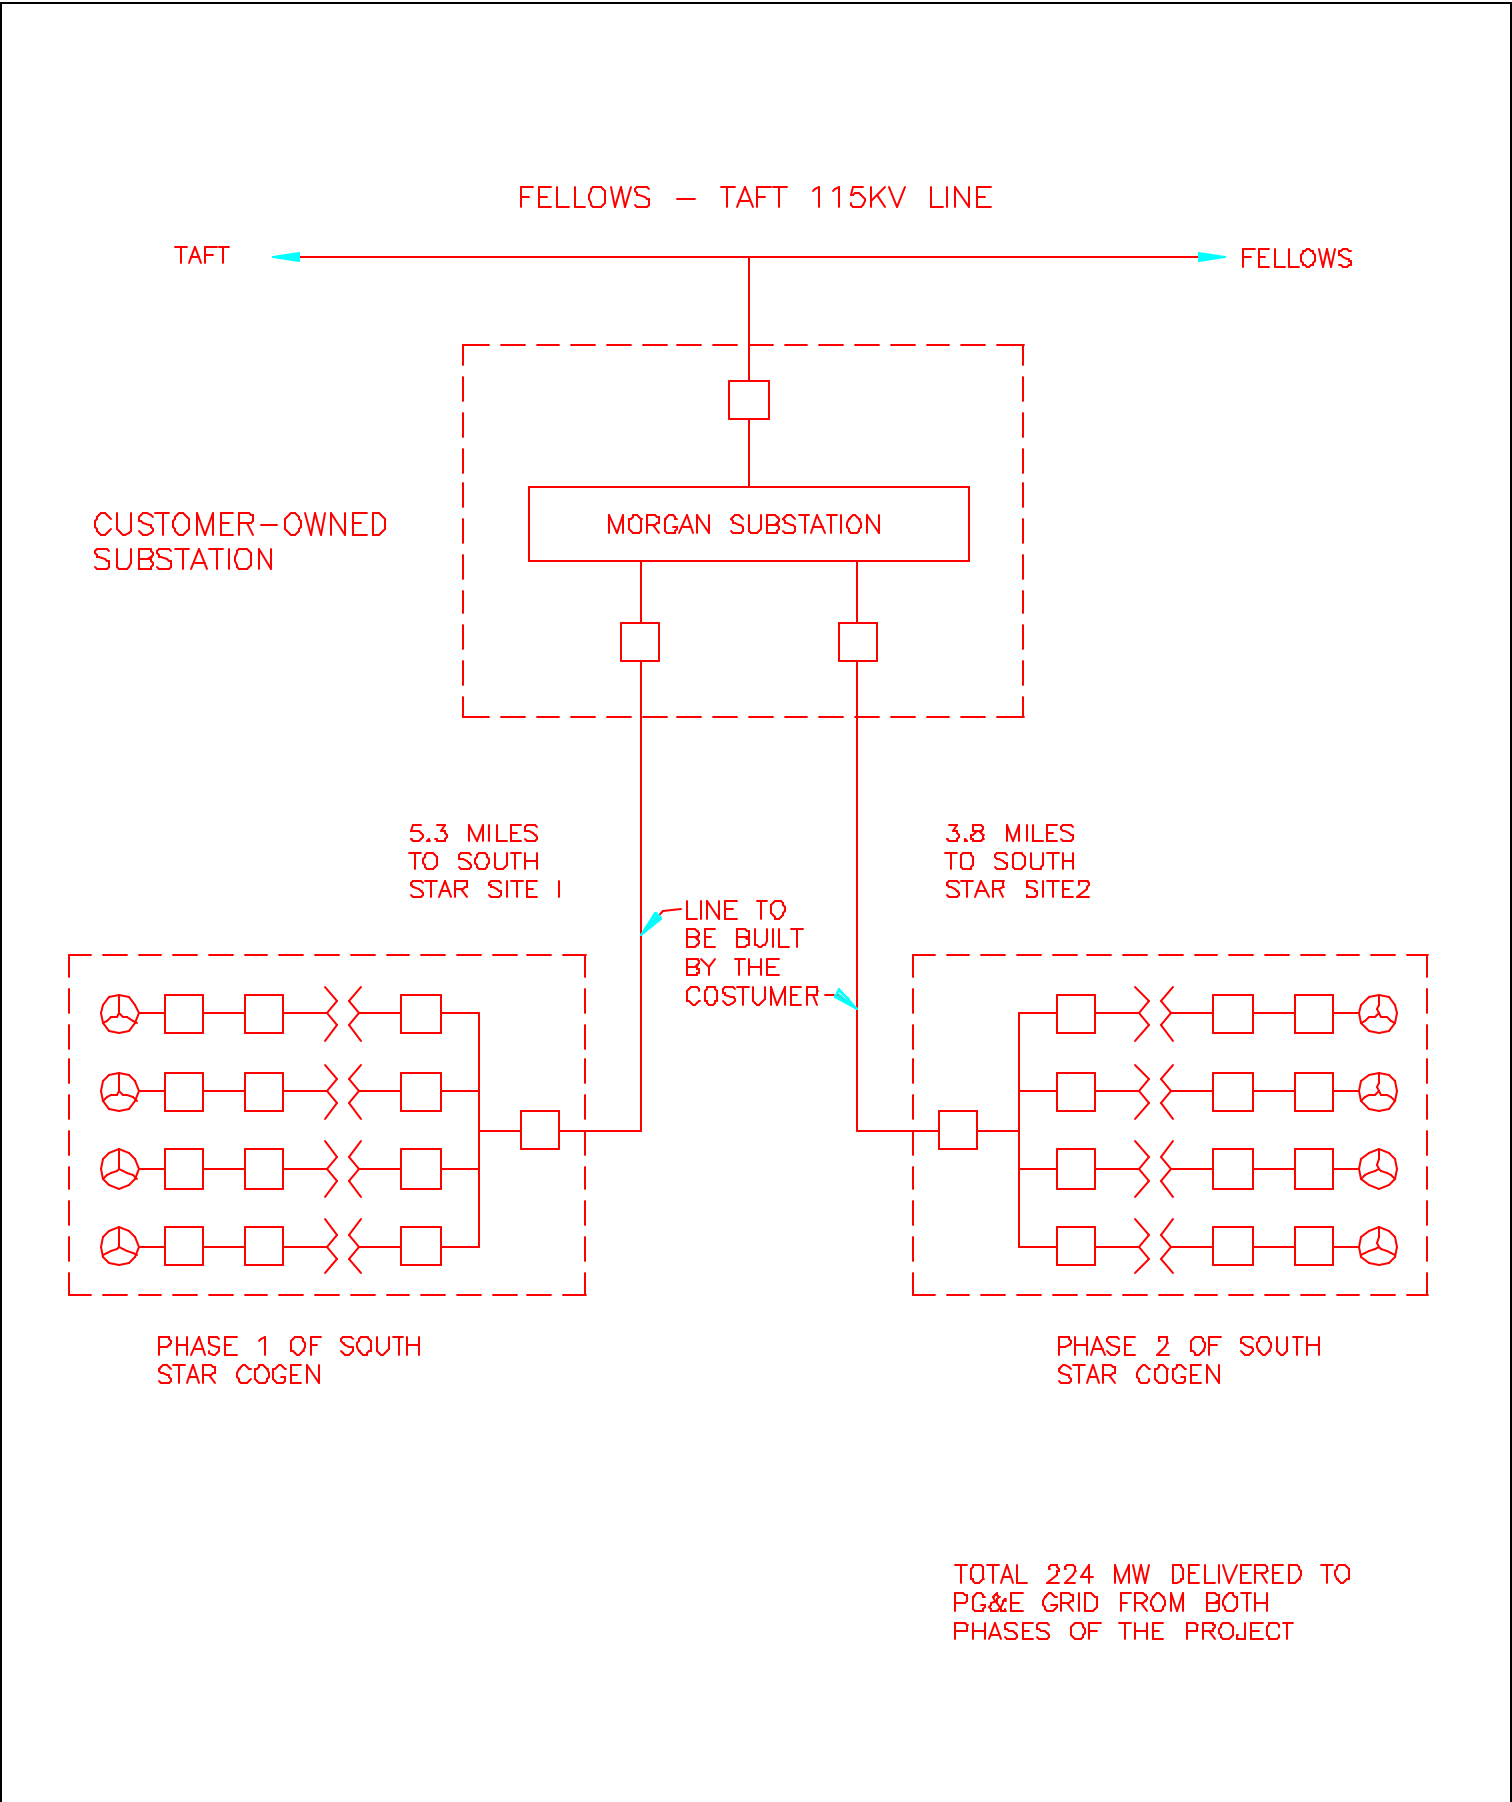 FELLOWS - TAFT 115KV LINE
TAFT
FELLOWS
CUSTOMER-OWNED
SUBSTATION
MORGAN SUBSTATION
5.3 MILES
TO SOUTH
STAR SITE 1
3.8 MILES
TO SOUTH
STAR SITE2
LINE TO
BE BUILT
BY THE
COSTUMER
PHASE 1 OF SOUTH
STAR COGEN
PHASE 2 OF SOUTH
STAR COGEN
TOTAL 224 MW DELIVERED TO
PG&E GRID FROM BOTH
PHASES OF THE PROJECT